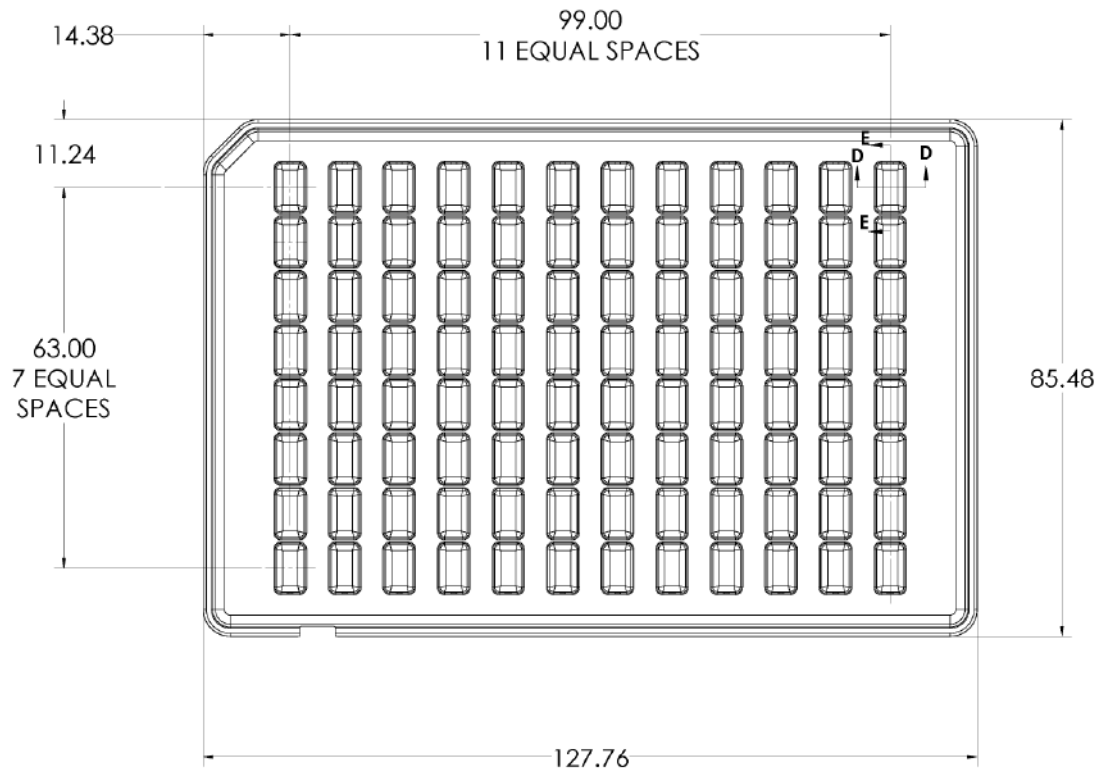 99.00
11 EQUAL SPACES
14.38
11.24
E
D
D
E
63.00
7 EQUAL
SPACES
85.48
127.76